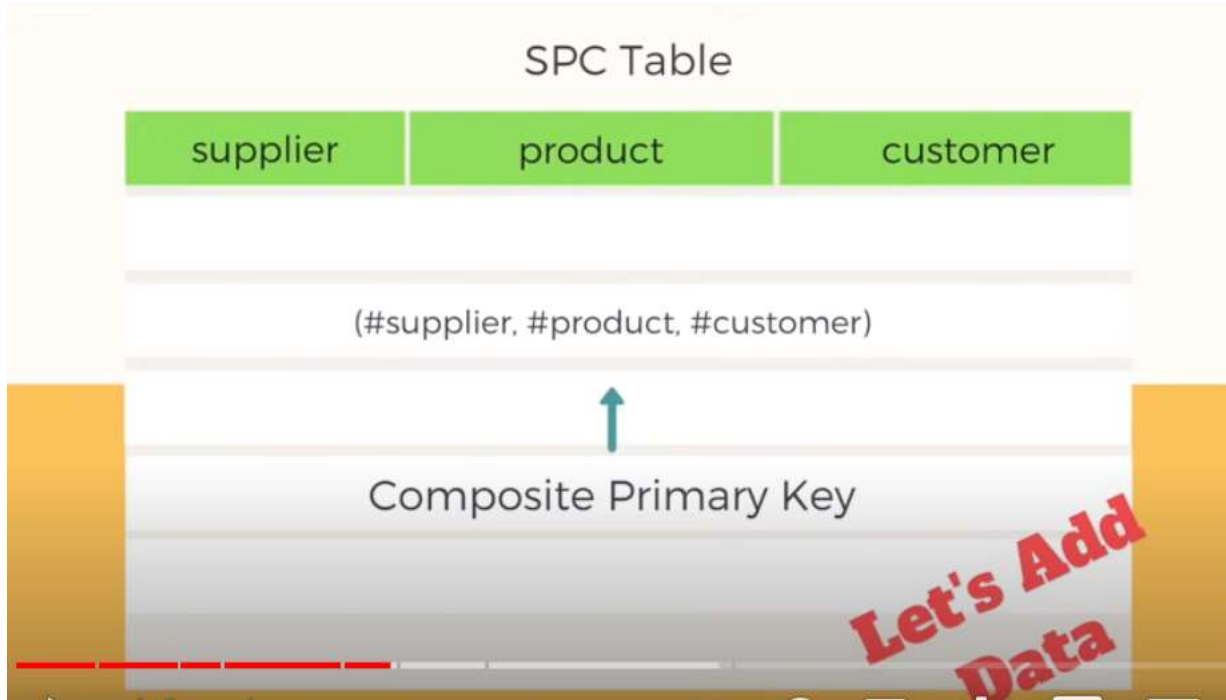 SPC Table
supplier product customer
(#supplier, #product, #customer)
Composite Primary Key
Let's Add
Data